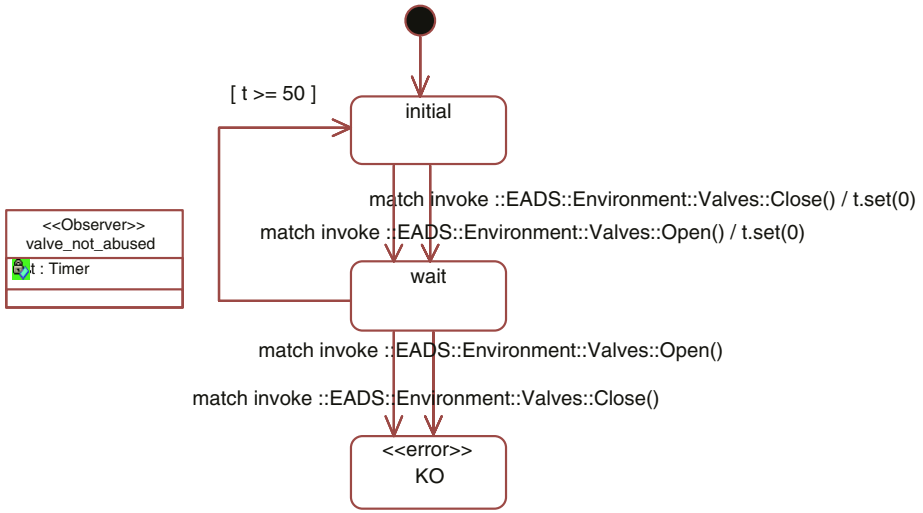 [ t >= 50 ]
initial
match invoke ::EADS::Environment::Valves::Close() / t.set(0)
match invoke ::EADS::Environment::Valves::Open() / t.set(0)
<<Observer>>
valve_not_abused
t : Timer
wait
match invoke ::EADS::Environment::Valves::Open()
match invoke ::EADS::Environment::Valves::Close()
<<error>>
KO